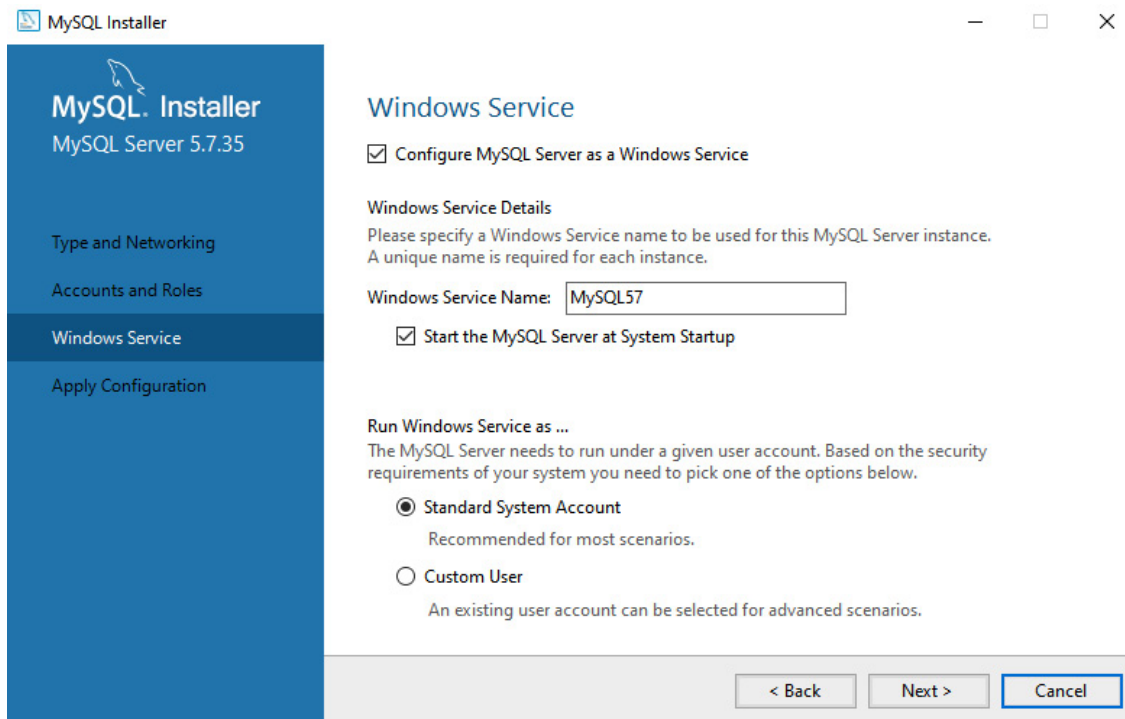 MySQL Installer
MySQL. Installer
MySQL Server 5.7.35
Type and Networking
Accounts and Roles
Windows Service
Apply Configuration
Windows Service
Configure MySQL Server as a Windows Service
Windows Service Details
Please specify a Windows Service name to be used for this MySQL Server instance.
A unique name is required for each instance.
Windows Service Name: MySQL57
Start the MySQL Server at System Startup
Run Windows Service as ...
The MySQL Server needs to run under a given user account. Based on the security
requirements of your system you need to pick one of the options below.
Standard System Account
Recommended for most scenarios.
Custom User
An existing user account can be selected for advanced scenarios.
< Back Next > Cancel